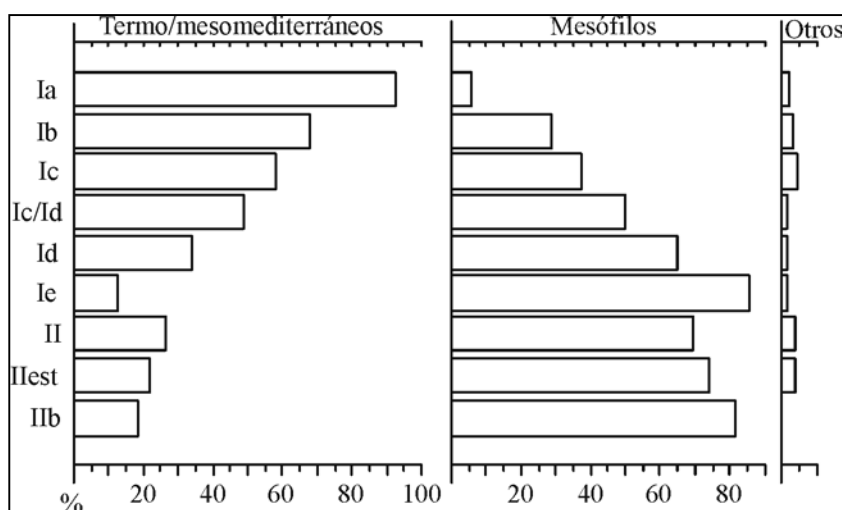 Termo/mesomediterráneos Mesófilos Otros
Ia
Ib
Ic
Ic/Id
Id
Ie
II
IIest
IIb
% 20 40 60 80 100 20 40 60 80